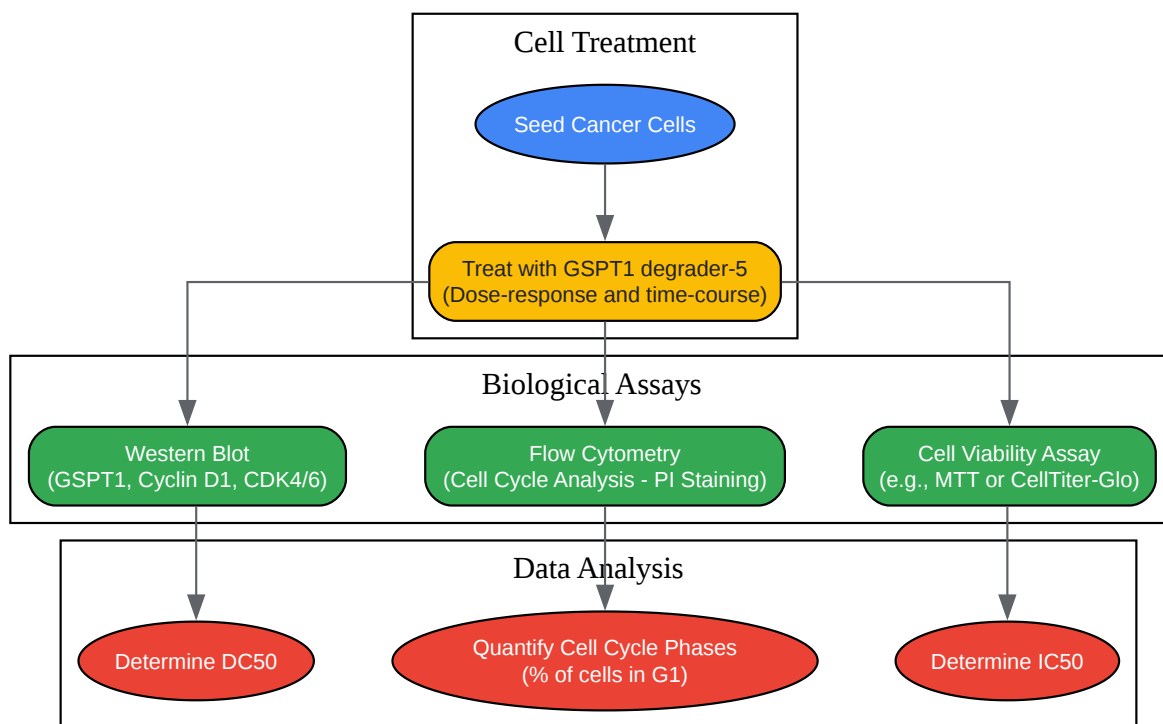 Cell Treatment
Seed Cancer Cells
Treat with GSPT1 degrader-5
(Dose-response and time-course)
Biological Assays
Western Blot
(GSPT1, Cyclin D1, CDK4/6)
Flow Cytometry
(Cell Cycle Analysis - PI Staining)
Cell Viability Assay
(e.g., MTT or CellTiter-Glo)
Data Analysis
Determine DC50
Quantify Cell Cycle Phases
(% of cells in G1)
Determine IC50